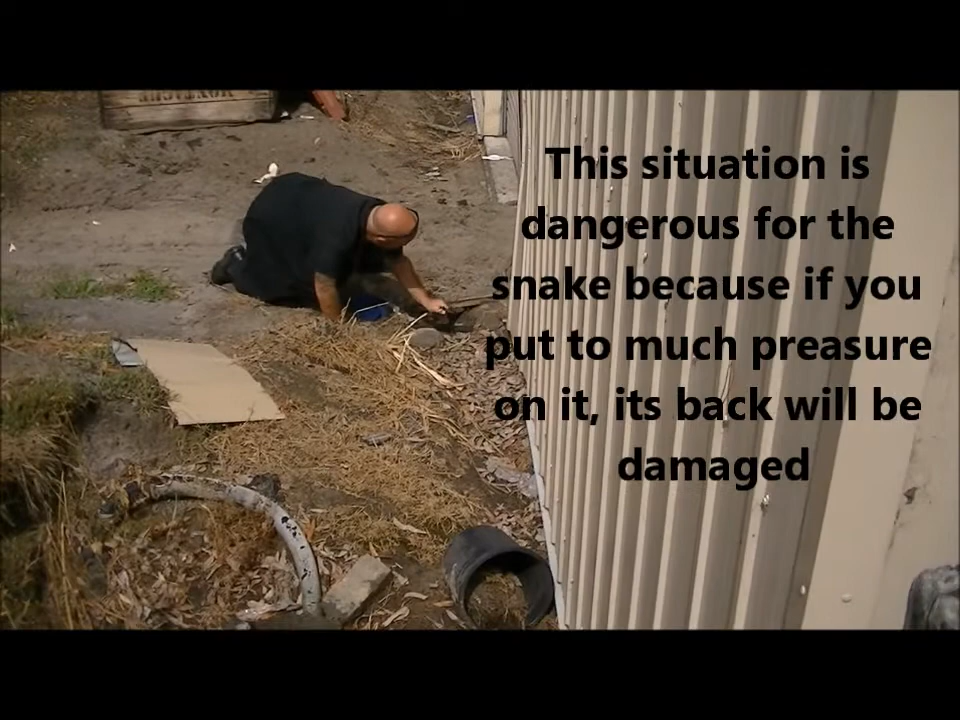 This situation is
dangerous for the
snake because if you
put to much preasure
on it, its back will be
damaged